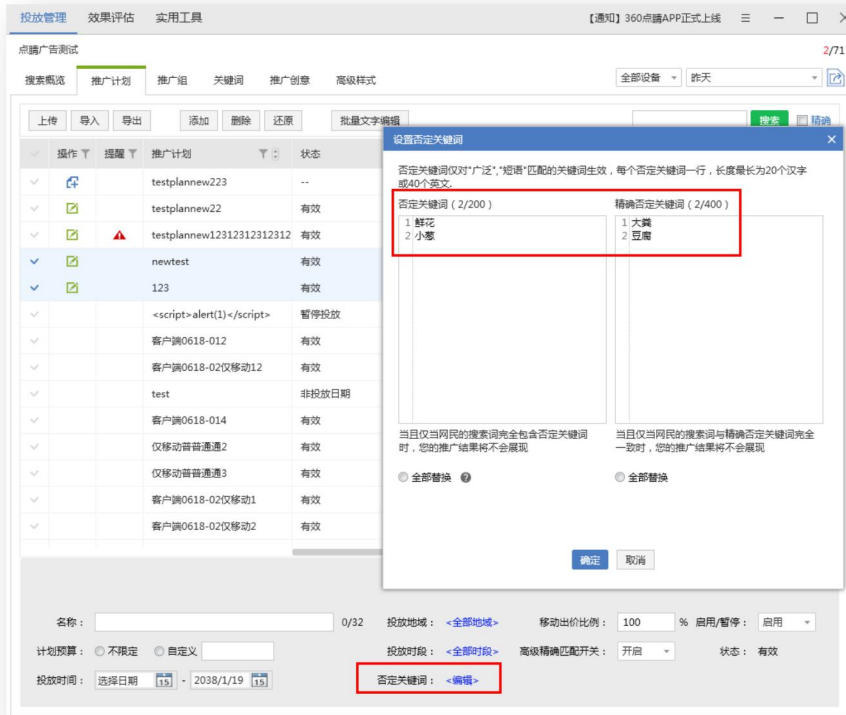 投放管理 效果评估 实用工具 【通知】360点睛APP正式上线
点睛广告测试 2/71
搜索概览 推广计划 推广组 关键词 推广创意 高级样式 全部设备 昨天
上传 导入 导出 添加 删除 还原 批量文字编辑 搜索 精确
操作 提醒 推广计划 状态
testplannew223 --
testplannew22 有效
testplannew12312312312312 有效
newtest 有效
123 有效
<script>alert(1)</script> 暂停投放
客户端0618-012 有效
客户端0618-02仅移动12 有效
test 非投放日期
客户端0618-014 有效
仅移动普普通通2 有效
仅移动普普通通3 有效
客户端0618-02仅移动1 有效
客户端0618-02仅移动2 有效
设置否定关键词
否定关键词仅对"广泛","短语"匹配的关键词生效，每个否定关键词一行，长度最长为20个汉字
或40个英文.
否定关键词（2/200） 精确否定关键词（2/400）
1 鲜花 1 大粪
2 小葱 2 豆腐
当且仅当网民的搜索词完全包含否定关键词 当且仅当网民的搜索词与精确否定关键词完全
时，您的推广结果将不会展现 一致时，您的推广结果将不会展现
全部替换 全部替换
确定 取消
名称： 0/32 投放地域： <全部地域> 移动出价比例： 100 % 启用/暂停： 启用
计划预算： 不限定 自定义 投放时段： <全部时段> 高级精确匹配开关： 开启 状态： 有效
投放时间： 选择日期 15 - 2038/1/19 15 否定关键词： <编辑>